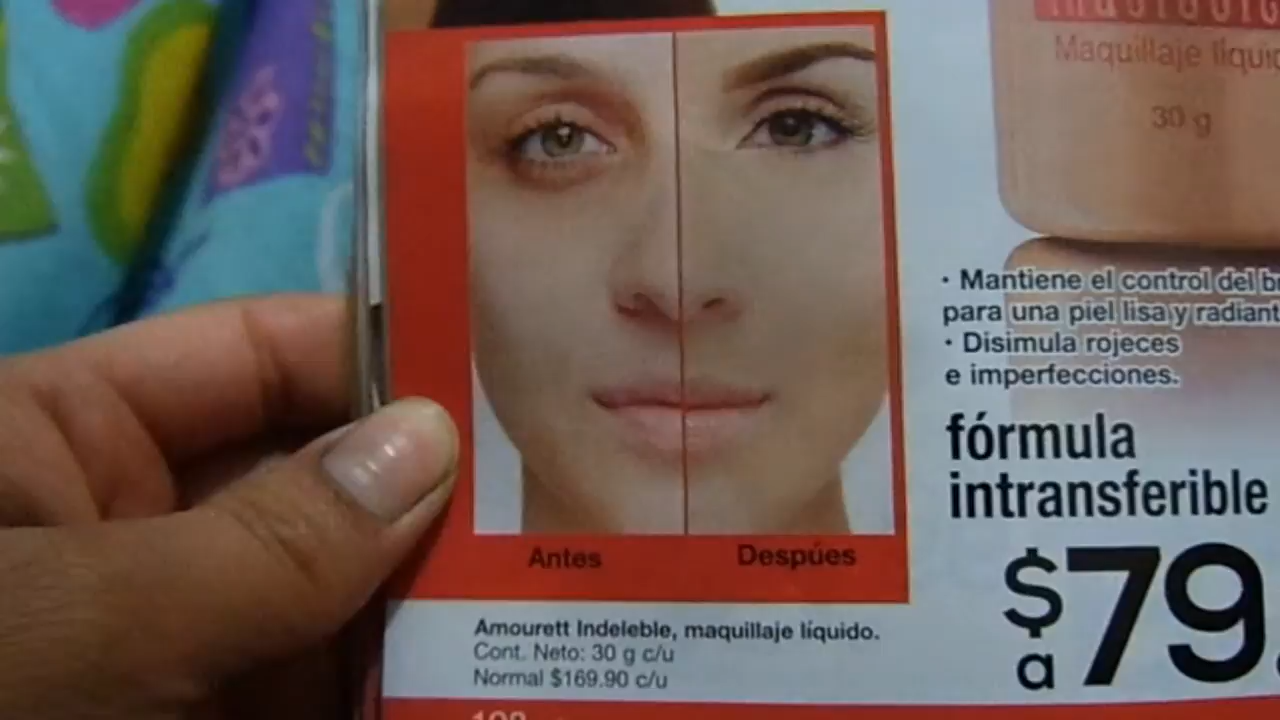 Maquillaje
30 g
· Mantiene el control del
para una piel lisa y
· Disimula rojeces
e imperfecciones.
fórmula
intransferible
$79
a
Antes
Despúes
Amourett Indeleble, maquillaje líquido.
Cont. Neto: 30 g c/u
Normal $169.90 c/u